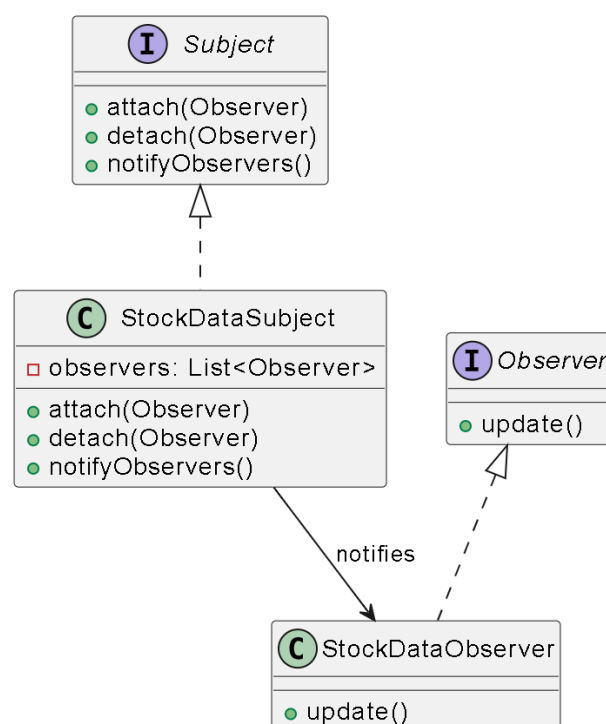 I Subject
attach(Observer)
detach(Observer)
notifyObservers()
C StockDataSubject
observers: List<Observer>
attach(Observer)
detach(Observer)
notifyObservers()
I Observer
update()
notifies
C StockDataObserver
update()